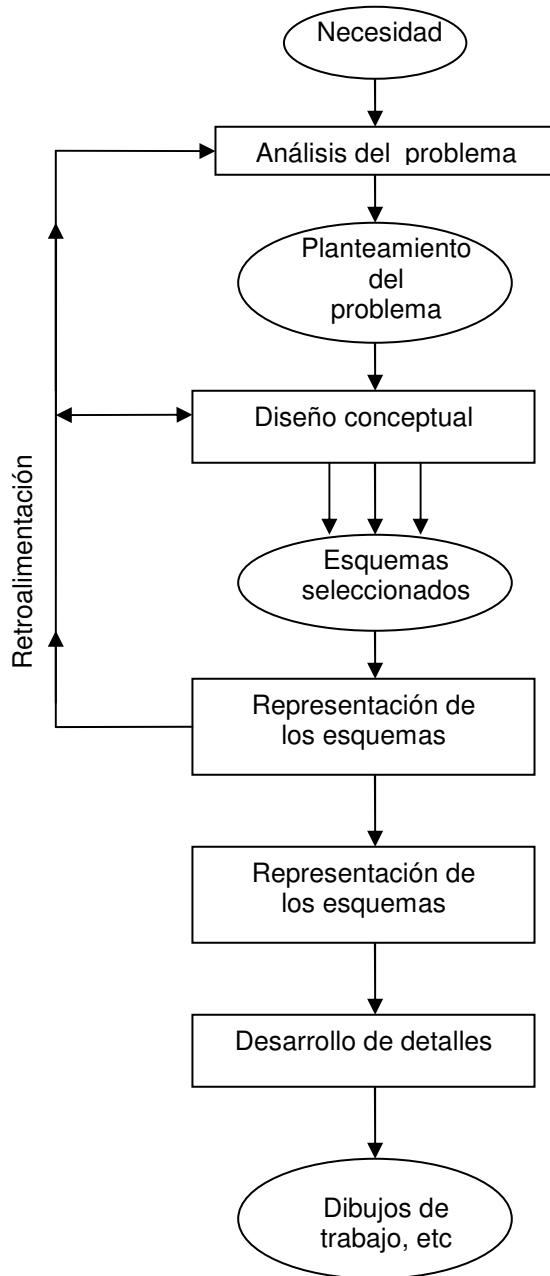 Necesidad
Análisis del problema
Planteamiento
del
problema
Diseño conceptual
Retroalimentación
Esquemas
seleccionados
Representación de
los esquemas
Representación de
los esquemas
Desarrollo de detalles
Dibujos de
trabajo, etc